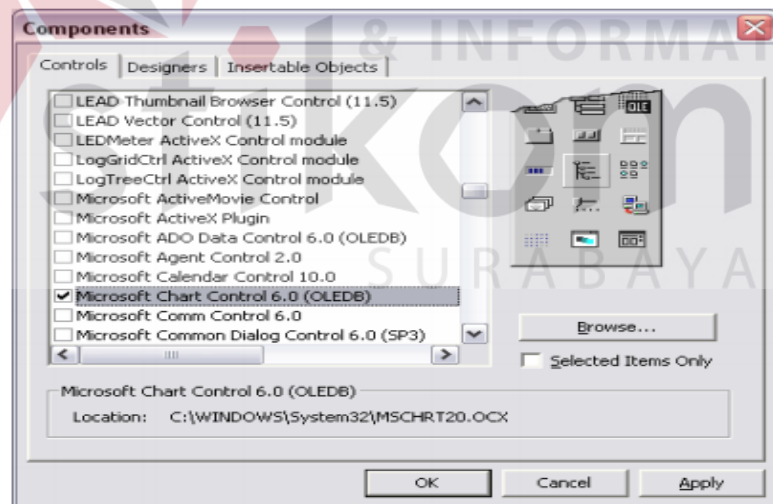 Components
Controls
Designers
Insertable Objects
LEAD Thumbnail Browser Control (11.5)
LEAD Vector Control (11.5)
LEDMeter ActiveX Control module
LogGridCtrl ActiveX Control module
LogTreeCtrl ActiveX Control module
Microsoft ActiveMovie Control
Microsoft ActiveX Plugin
Microsoft ADO Data Control 6.0 (OLEDB)
Microsoft Agent Control 2.0
Microsoft Calendar Control 10.0
Microsoft Chart Control 6.0 (OLEDB)
Microsoft Comm Control 6.0
Microsoft Common Dialog Control 6.0 (SP3)
OLE
Browse...
Selected Items Only
Microsoft Chart Control 6.0 (OLEDB)
Location: C:\WINDOWS\System32\MSCHRT20.OCX
OK
Cancel
Apply
& INFORMAT
stikom
SURABAYA